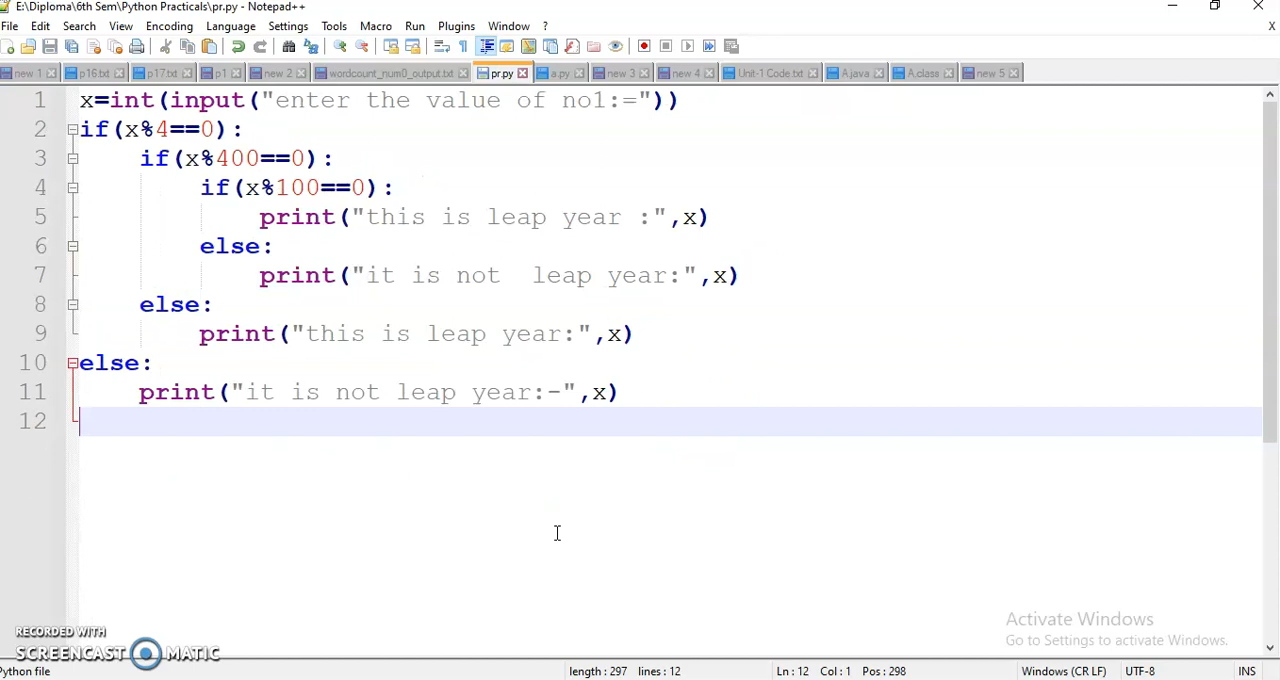 E:\Diploma\6th Sem\Python Practicals\pr.py - Notepad++
File Edit Search View Encoding Language Settings Tools Macro Run Plugins Window ? X
new 1 p16.txt p17.txt p1 new 2 wordcount_num0_output.txt pr.py a.py new 3 new 4 Unit-1 Code.txt A.java A.class new 5
1 x=int(input("enter the value of no1:="))
2 if(x%4==0):
3 if(x%400==0):
4 if(x%100==0):
5 print("this is leap year :",x)
6 else:
7 print("it is not  leap year:",x)
8 else:
9 print("this is leap year:",x)
10 else:
11 print("it is not leap year:-",x)
12
Activate Windows
Go to Settings to activate Windows.
RECORDED WITH
SCREENCAST MATIC
Python file length : 297 lines : 12 Ln : 12 Col : 1 Pos : 298 Windows (CR LF) UTF-8 INS